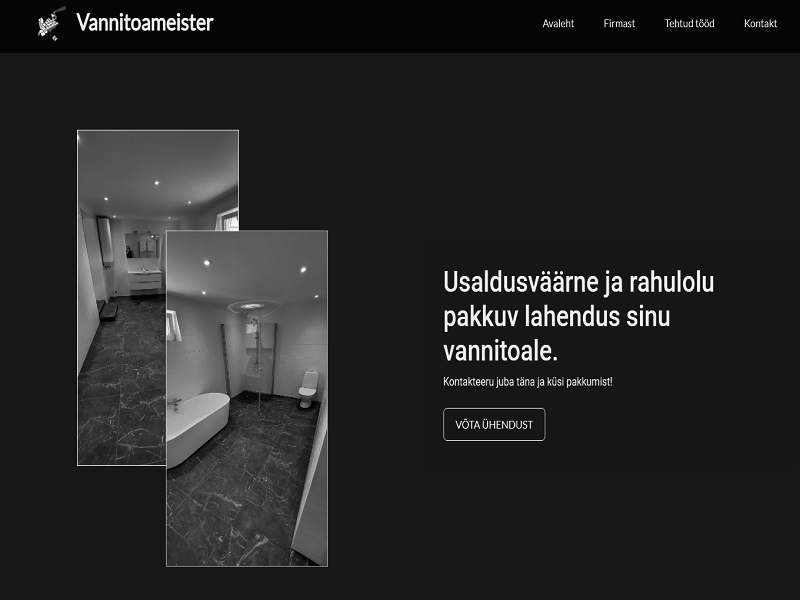 Vannitoameister
Avaleht
Firmast
Tehtud tööd
Kontakt
Usaldusväärne ja rahulolu
pakkuv lahendus sinu
vannitoale.
Kontakteeru juba täna ja küsi pakkumist!
VÕTA ÜHENDUST